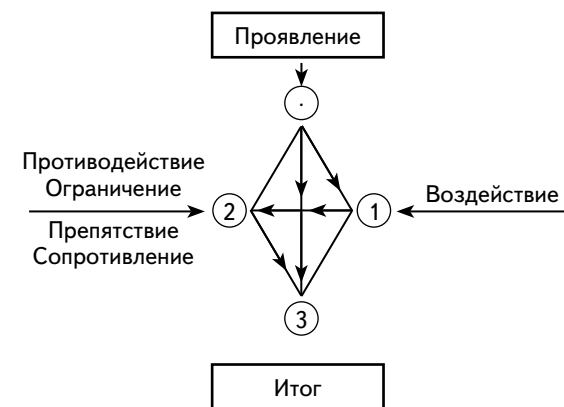 Проявление
·
Противодействие
Ограничение
2
1
Воздействие
Препятствие
Сопротивление
3
Итог